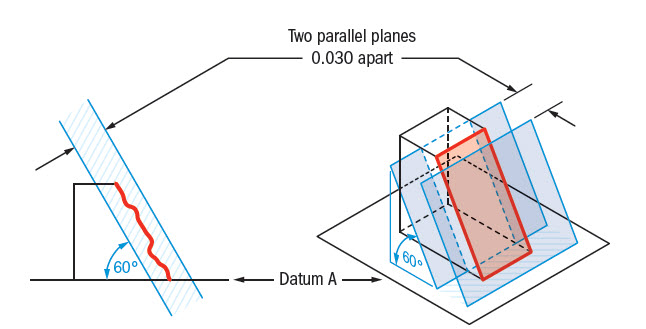 Two parallel planes
0.030 apart
60°
60°
Datum A